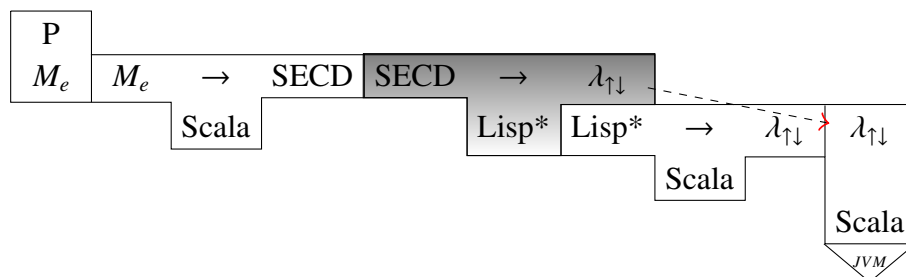 P
M_e M_e → SECD SECD → λ↑↓
Scala Lisp* Lisp* → λ↑↓ λ↑↓
Scala Scala
JVM